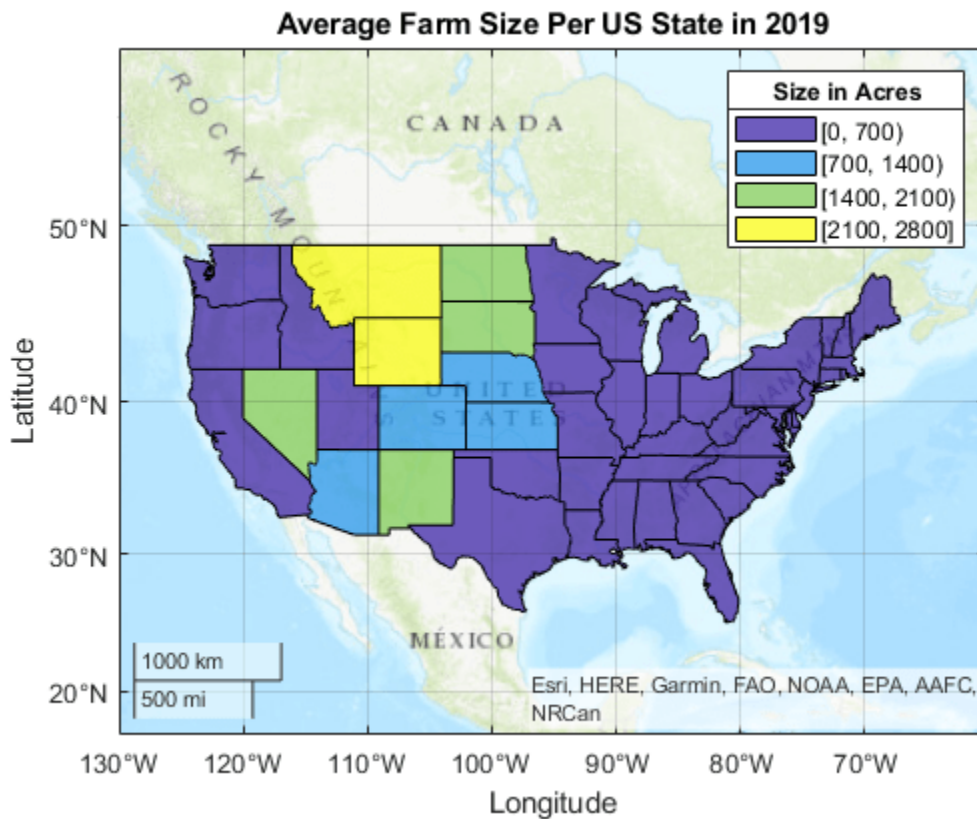 Average Farm Size Per US State in 2019
ROCKY MOUNTAINS
CANADA
Size in Acres
[0, 700)
[700, 1400)
[1400, 2100)
[2100, 2800]
50°N
40°N
30°N
20°N
Latitude
UNITED
STATES
MÉXICO
1000 km
500 mi
Esri, HERE, Garmin, FAO, NOAA, EPA, AAFC,
NRCan
130°W
120°W
110°W
100°W
90°W
80°W
70°W
Longitude